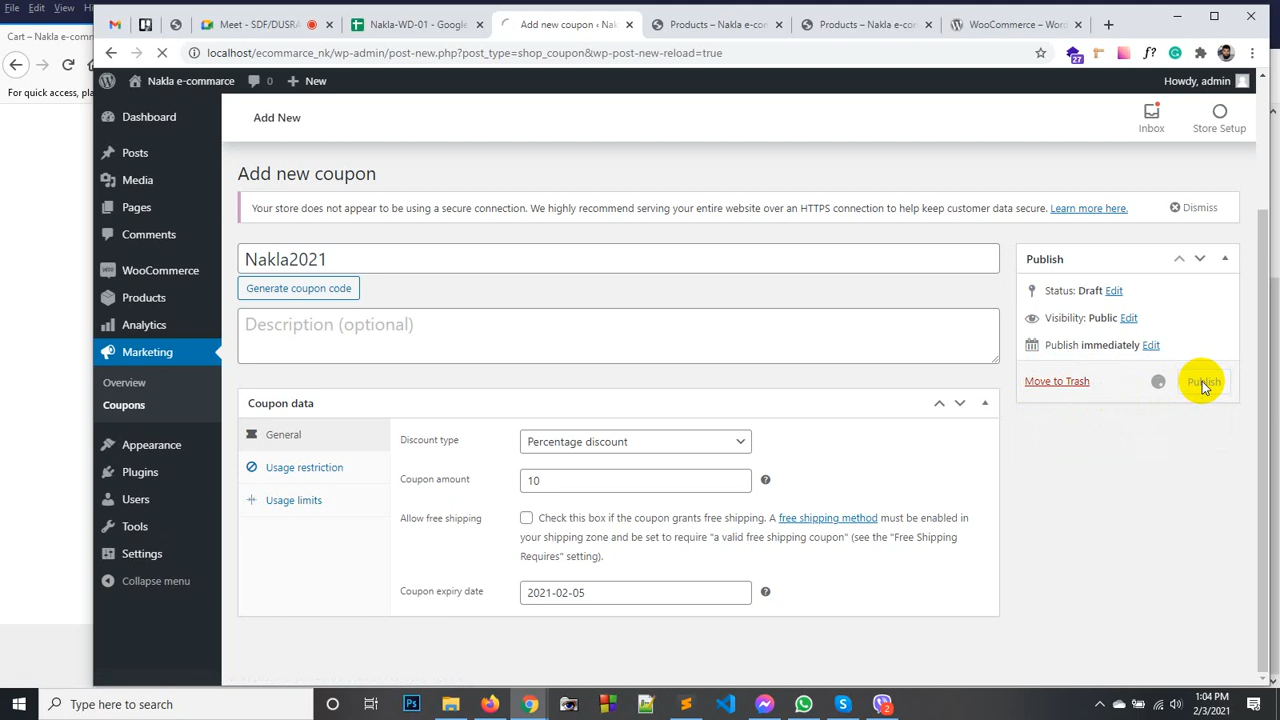 File Edit View
Cart – Nakla e-comn
For quick access, pla
Meet - SDF/DUSRA
Nakla-WD-01 - Google
Add new coupon ‹ Nak
Products – Nakla e-com
Products – Nakla e-com
WooCommerce – Word
localhost/ecommarce_nk/wp-admin/post-new.php?post_type=shop_coupon&wp-post-new-reload=true
27
f?
Nakla e-commerce 0 New
Howdy, admin
Dashboard
Posts
Media
Pages
Comments
WooCommerce
Products
Analytics
Marketing
Overview
Coupons
Appearance
Plugins
Users
Tools
Settings
Collapse menu
Add New
Inbox
Store Setup
Add new coupon
Your store does not appear to be using a secure connection. We highly recommend serving your entire website over an HTTPS connection to help keep customer data secure. Learn more here.
Dismiss
Nakla2021
Generate coupon code
Description (optional)
Coupon data
General
Usage restriction
Usage limits
Discount type
Percentage discount
Coupon amount
10
Allow free shipping
Check this box if the coupon grants free shipping. A free shipping method must be enabled in
your shipping zone and be set to require "a valid free shipping coupon" (see the "Free Shipping
Requires" setting).
Coupon expiry date
2021-02-05
Publish
Status: Draft Edit
Visibility: Public Edit
Publish immediately Edit
Move to Trash
Publish
Type here to search
Ps
2
1:04 PM
2/3/2021